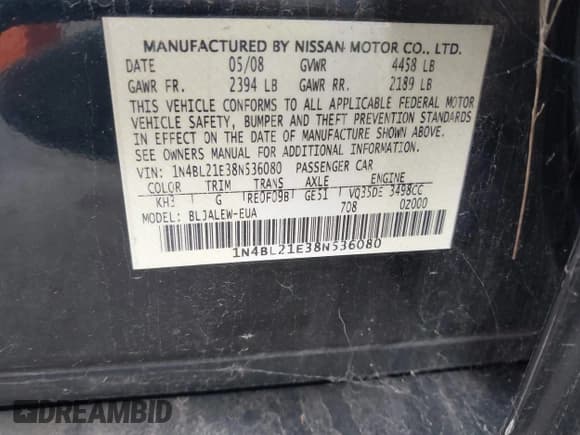 MANUFACTURED BY NISSAN MOTOR CO., LTD.
DATE 05/08 GVWR 4458 LB
GAWR FR. 2394 LB GAWR RR. 2189 LB
THIS VEHICLE CONFORMS TO ALL APPLICABLE FEDERAL MOTOR
VEHICLE SAFETY, BUMPER AND THEFT PREVENTION STANDARDS
IN EFFECT ON THE DATE OF MANUFACTURE SHOWN ABOVE.
SEE OWNERS MANUAL FOR ADDITIONAL INFORMATION.
VIN: 1N4BL21E38N536080 PASSENGER CAR
COLOR TRIM TRANS AXLE ENGINE
KH3 G RE0F09B GE51 VQ35DE 3498CC
MODEL: BLJALEW-EUA 708 0Z000
1N4BL21E38N536080
DREAMBID